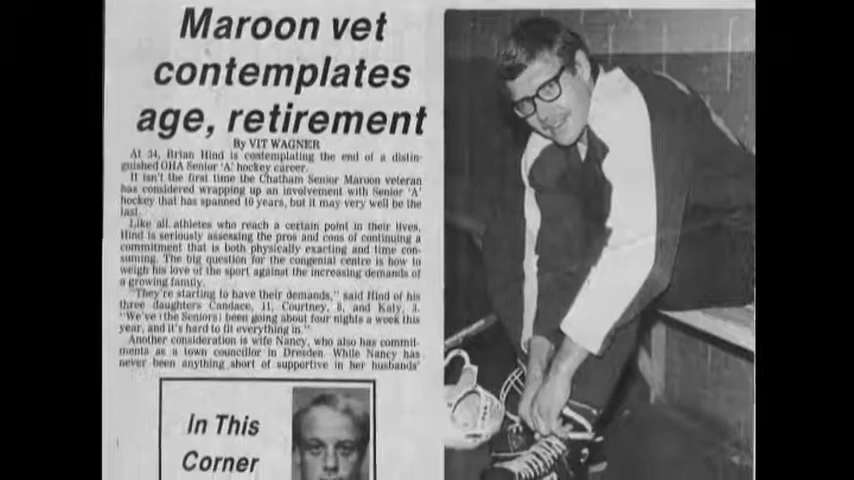 Maroon vet
contemplates
age, retirement
By VIT WAGNER
At 34, Brian Hind is contemplating the end of a distin-
guished OHA Senior 'A' hockey career.
It isn't the first time the Chatham Senior Maroon veteran
has considered wrapping up an involvement with Senior 'A'
hockey that has spanned 10 years, but it may very well be the
last.
Like all athletes who reach a certain point in their lives,
Hind is seriously assessing the pros and cons of continuing a
commitment that is both physically exacting and time con-
suming. The big question for the congenial centre is how to
weigh his love of the sport against the increasing demands of
a growing family.
"They're starting to have their demands," said Hind of his
three daughters Candace, 11, Courtney, 8, and Katy, 3.
"We've (the Seniors) been going about four nights a week this
year, and it's hard to fit everything in."
Another consideration is wife Nancy, who also has commit-
ments as a town councillor in Dresden. While Nancy has
never been anything short of supportive in her husbands'
In This
Corner